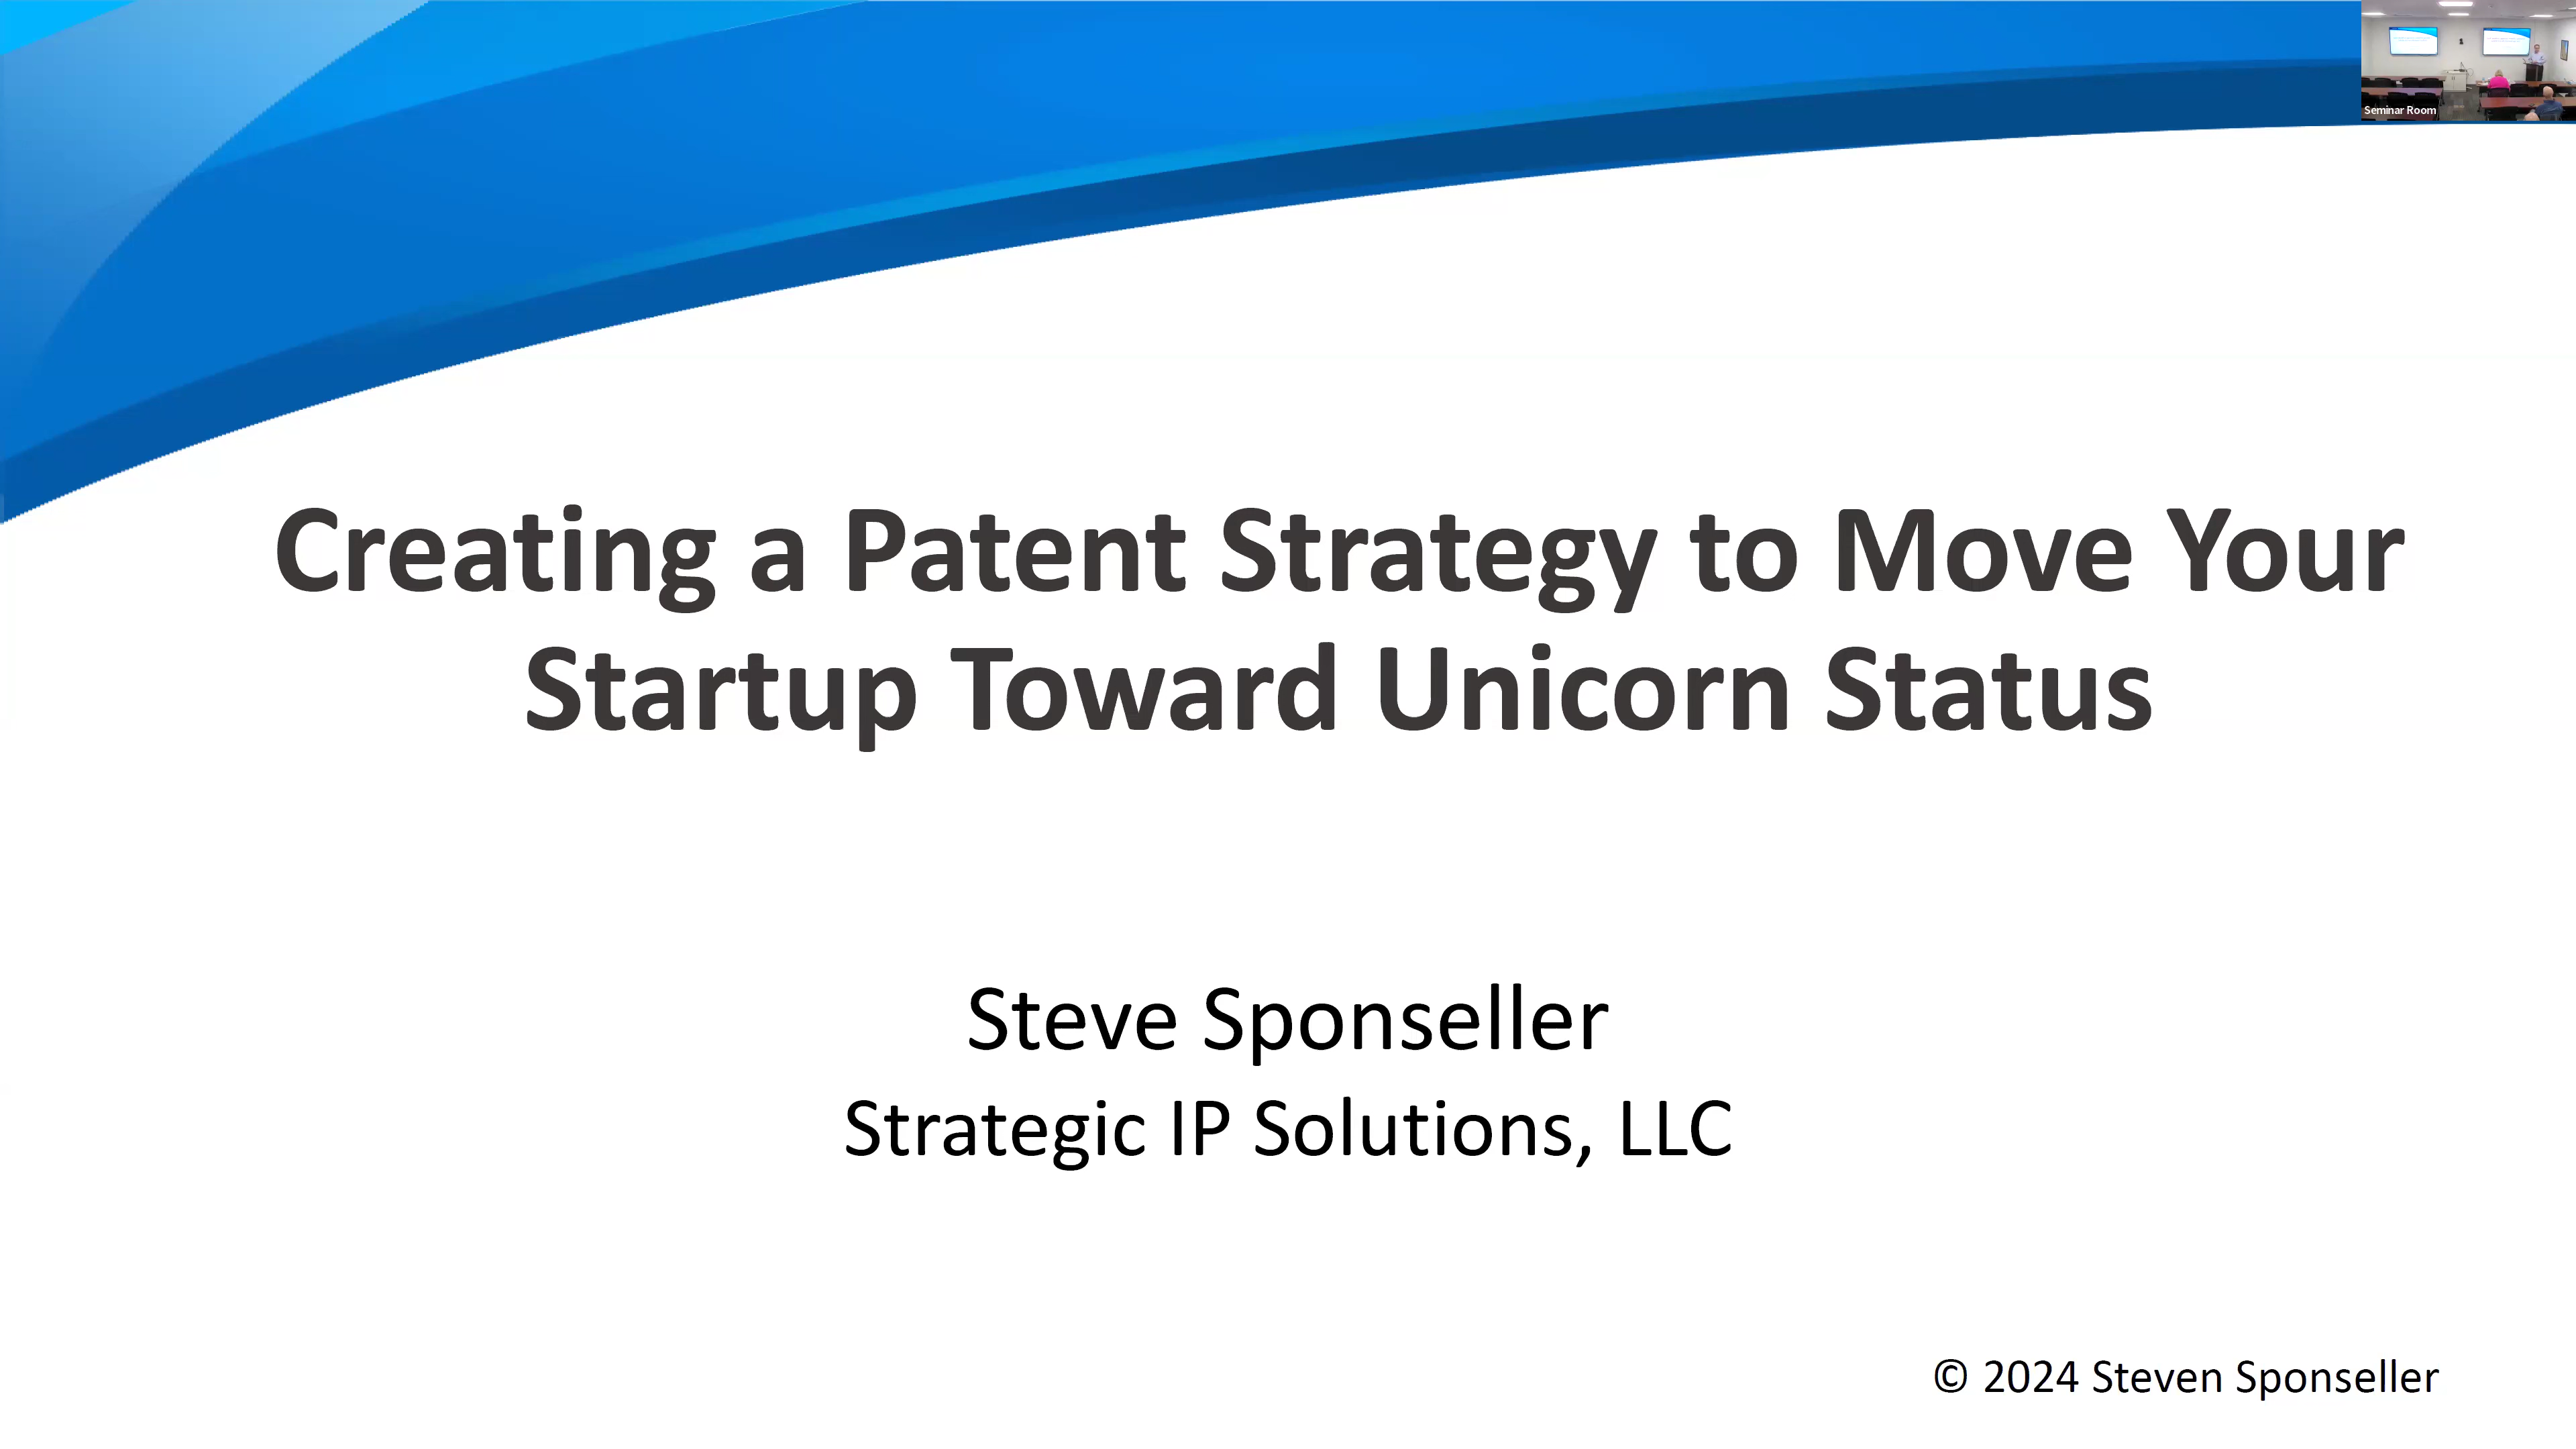 Seminar Room
Creating a Patent Strategy to Move Your
Startup Toward Unicorn Status
Steve Sponseller
Strategic IP Solutions, LLC
© 2024 Steven Sponseller